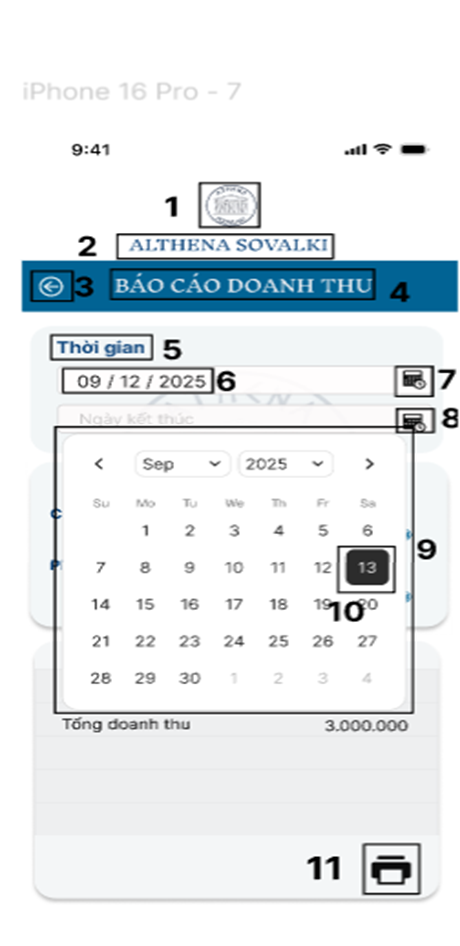 iPhone 16 Pro - 7
9:41
1
ALTHENA
2 ALTHENA SOVALKI
3 BÁO CÁO DOANH THU 4
Thời gian 5
09 / 12 / 2025 6 7
Ngày kết thúc 8
Sep 2025
Su Mo Tu We Th Fr Sa
1 2 3 4 5 6
9
7 8 9 10 11 12 13
10
14 15 16 17 18 19 20
21 22 23 24 25 26 27
28 29 30 1 2 3 4
Tổng doanh thu 3.000.000
11